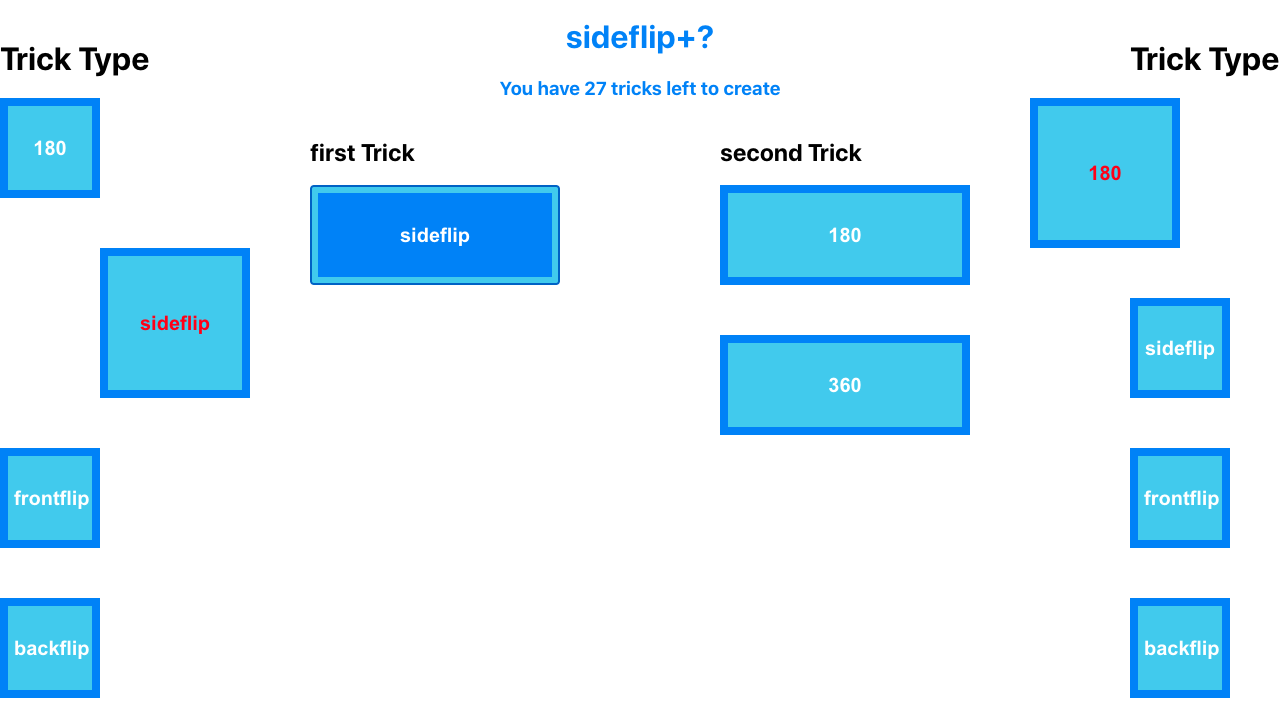 sideflip+?
You have 27 tricks left to create
Trick Type
180
sideflip
frontflip
backflip
first Trick
sideflip
second Trick
180
360
Trick Type
180
sideflip
frontflip
backflip